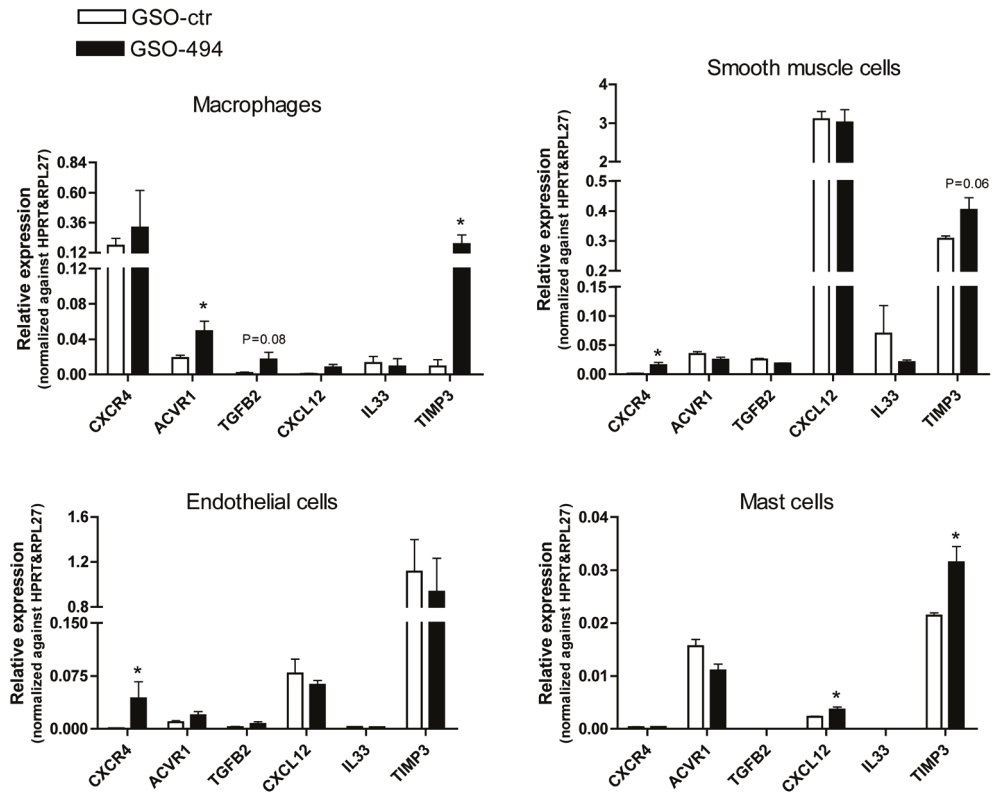 GSO-ctr
GSO-494
Macrophages
Relative expression
(normalized against HPRT&RPL27)
0.84
0.60
0.36
0.12
0.12
0.08
0.04
0.00
*
P=0.08
*
CXCR4
ACVR1
TGFB2
CXCL12
IL33
TIMP3
Smooth muscle cells
Relative expression
(normalized against HPRT&RPL27)
4
3
2
0.5
0.4
0.3
0.2
0.15
0.10
0.05
0.00
*
P=0.06
CXCR4
ACVR1
TGFB2
CXCL12
IL33
TIMP3
Endothelial cells
Relative expression
(normalized against HPRT&RPL27)
1.6
1.2
0.8
0.150
0.075
0.000
*
CXCR4
ACVR1
TGFB2
CXCL12
IL33
TIMP3
Mast cells
Relative expression
(normalized against HPRT&RPL27)
0.04
0.03
0.02
0.01
0.00
*
*
CXCR4
ACVR1
TGFB2
CXCL12
IL33
TIMP3